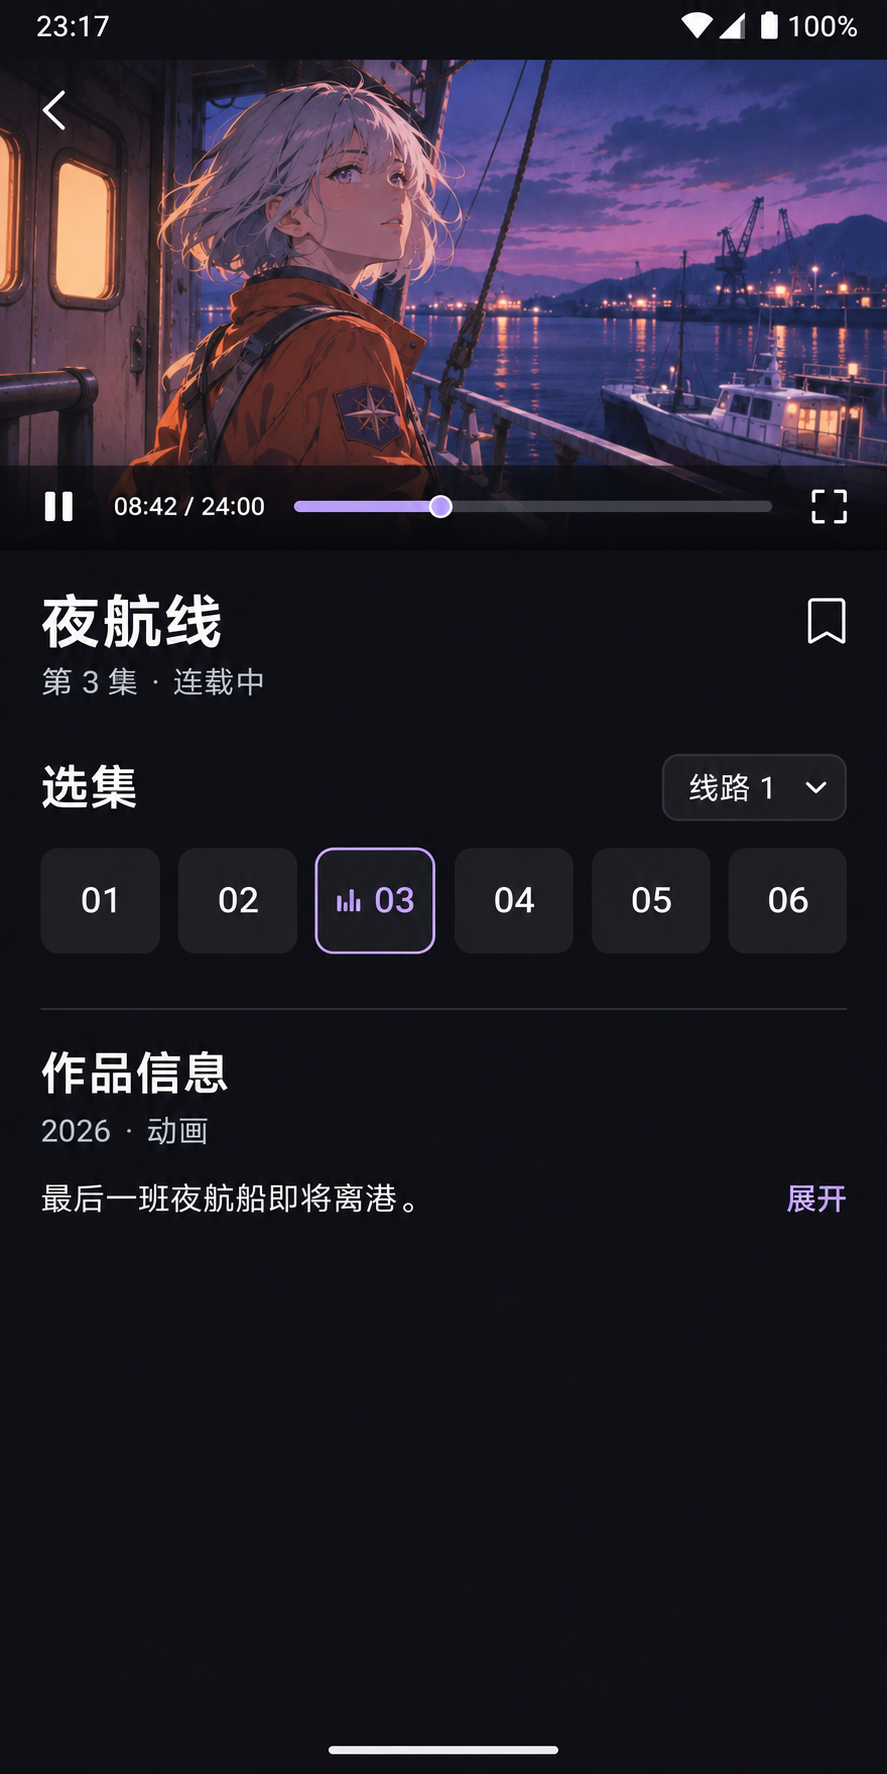 23:17 100%
08:42 / 24:00
夜航线
第 3 集 · 连载中
选集 线路 1
01 02 03 04 05 06
作品信息
2026 · 动画
最后一班夜航船即将离港。 展开